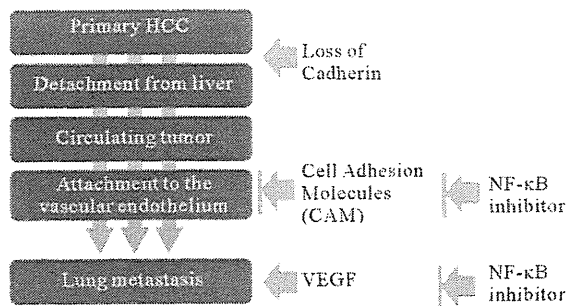 Primary HCC
Loss of
Cadherin
Detachment from liver
Circulating tumor
Attachment to the
vascular endothelium
Cell Adhesion
Molecules
(CAM)
NF-κB
inhibitor
Lung metastasis
VEGF
NF-κB
inhibitor